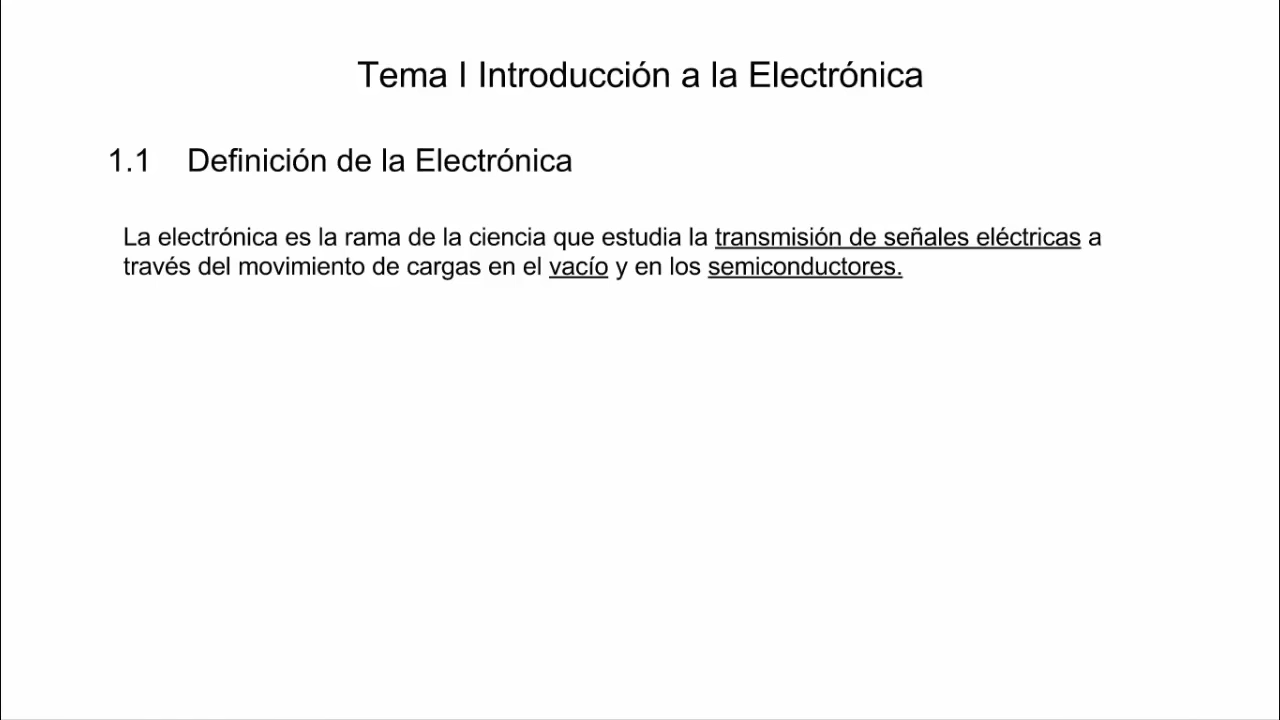 Tema I Introducción a la Electrónica
1.1 Definición de la Electrónica
La electrónica es la rama de la ciencia que estudia la transmisión de señales eléctricas a
través del movimiento de cargas en el vacío y en los semiconductores.